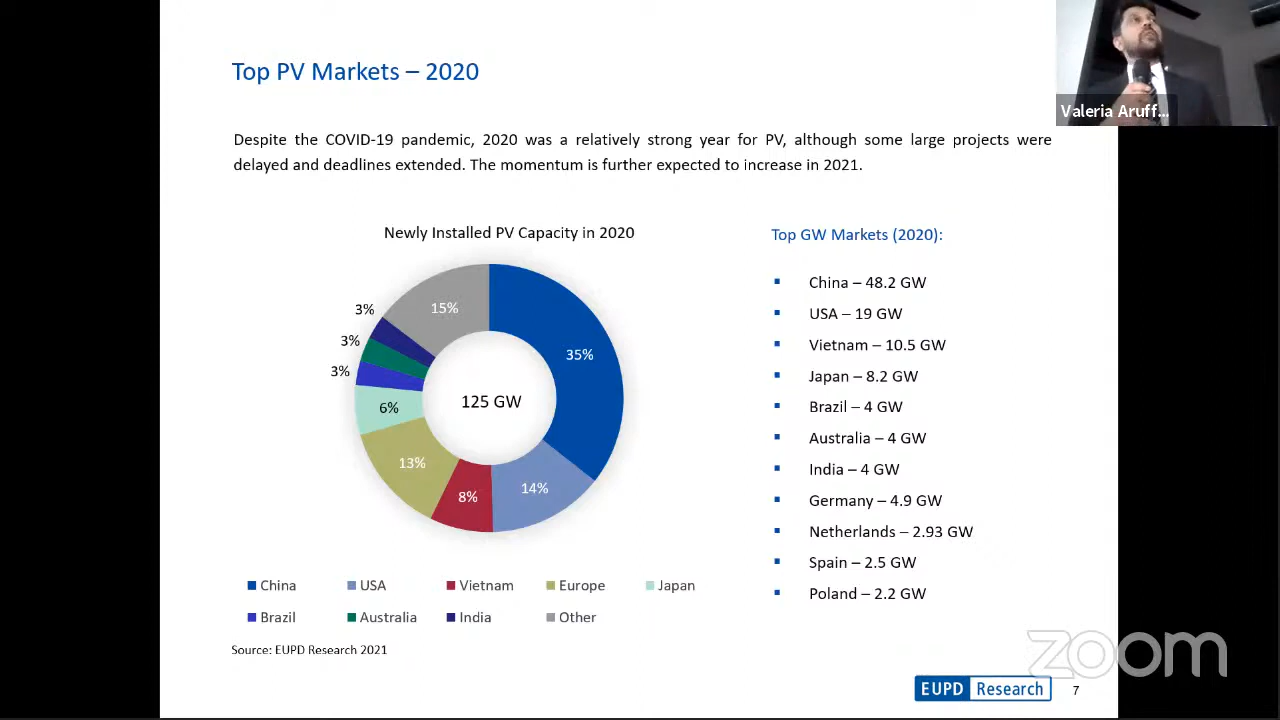 Top PV Markets – 2020
Valeria Aruff...
Despite the COVID-19 pandemic, 2020 was a relatively strong year for PV, although some large projects were
delayed and deadlines extended. The momentum is further expected to increase in 2021.
Newly Installed PV Capacity in 2020
15%
3%
3%
3%
6%
13%
8%
14%
35%
125 GW
China
USA
Vietnam
Europe
Japan
Brazil
Australia
India
Other
Source: EUPD Research 2021
Top GW Markets (2020):
China – 48.2 GW
USA – 19 GW
Vietnam – 10.5 GW
Japan – 8.2 GW
Brazil – 4 GW
Australia – 4 GW
India – 4 GW
Germany – 4.9 GW
Netherlands – 2.93 GW
Spain – 2.5 GW
Poland – 2.2 GW
zoom
EUPD Research
7